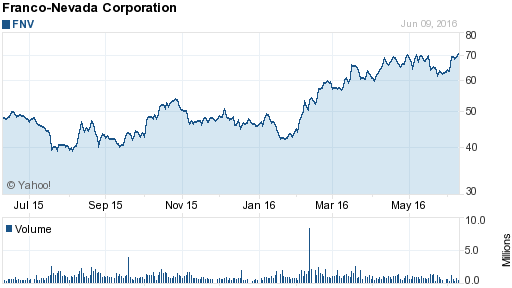 Franco-Nevada Corporation
FNV
Jun 09, 2016
80
70
60
50
40
30
© Yahoo!
Jul 15 Sep 15 Nov 15 Jan 16 Mar 16 May 16
Volume
10.0
5.0
0.0
Millions